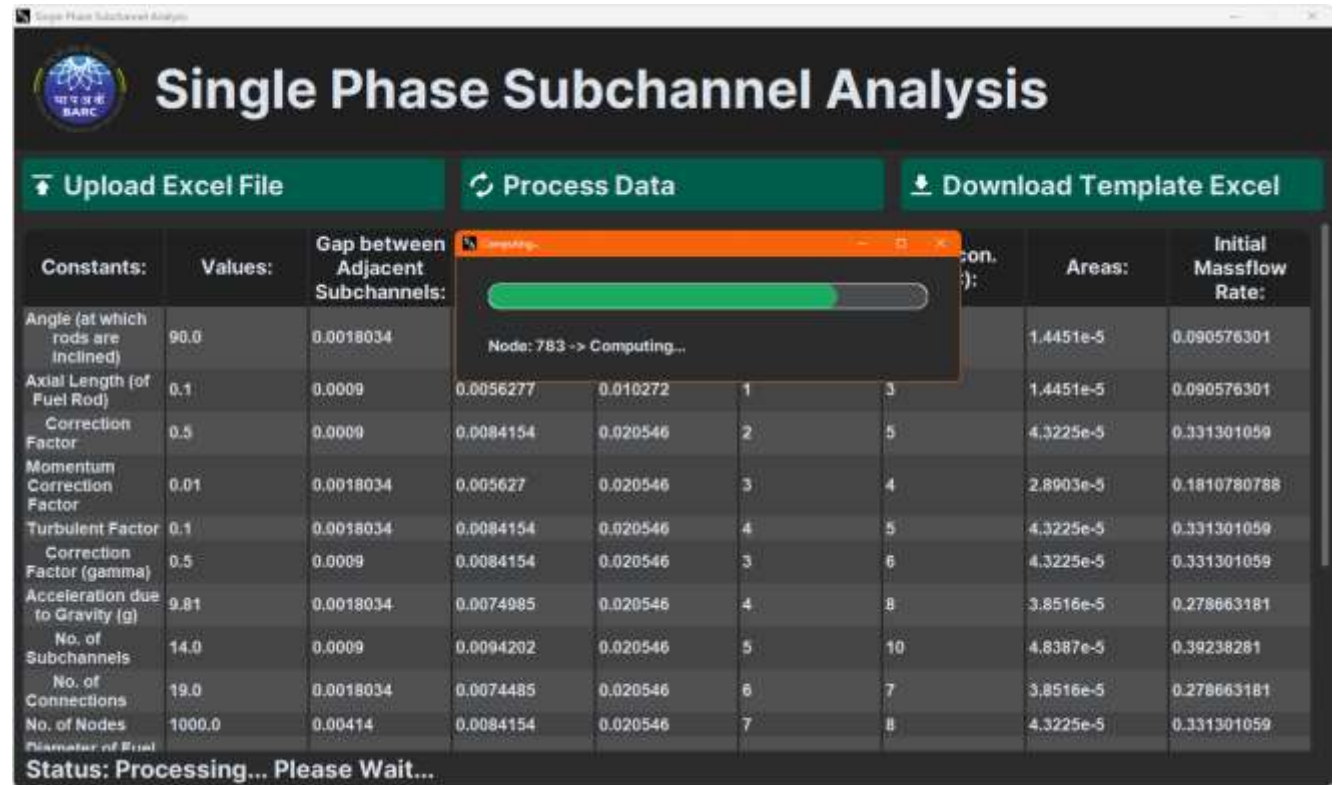 Single Phase Subchannel Analysis
BARC
Single Phase Subchannel Analysis
Upload Excel File
Process Data
Download Template Excel
Constants:
Values:
Gap between
Adjacent
Subchannels:
con.
):
Areas:
Initial
Massflow
Rate:
Computing...
Node: 783 -> Computing...
Angle (at which
rods are
inclined)
90.0
0.0018034
1.4451e-5
0.090576301
Axial Length (of
Fuel Rod)
0.1
0.0009
0.0056277
0.010272
1
3
1.4451e-5
0.090576301
Correction
Factor
0.5
0.0009
0.0084154
0.020546
2
5
4.3225e-5
0.331301059
Momentum
Correction
Factor
0.01
0.0018034
0.005627
0.020546
3
4
2.8903e-5
0.1810780788
Turbulent Factor
0.1
0.0018034
0.0084154
0.020546
4
5
4.3225e-5
0.331301059
Correction
Factor (gamma)
0.5
0.0009
0.0084154
0.020546
3
6
4.3225e-5
0.331301059
Acceleration due
to Gravity (g)
9.81
0.0018034
0.0074985
0.020546
4
8
3.8516e-5
0.278663181
No. of
Subchannels
14.0
0.0009
0.0094202
0.020546
5
10
4.8387e-5
0.39238281
No. of
Connections
19.0
0.0018034
0.0074485
0.020546
6
7
3.8516e-5
0.278663181
No. of Nodes
1000.0
0.00414
0.0084154
0.020546
7
8
4.3225e-5
0.331301059
Diameter of Fuel
Status: Processing... Please Wait...